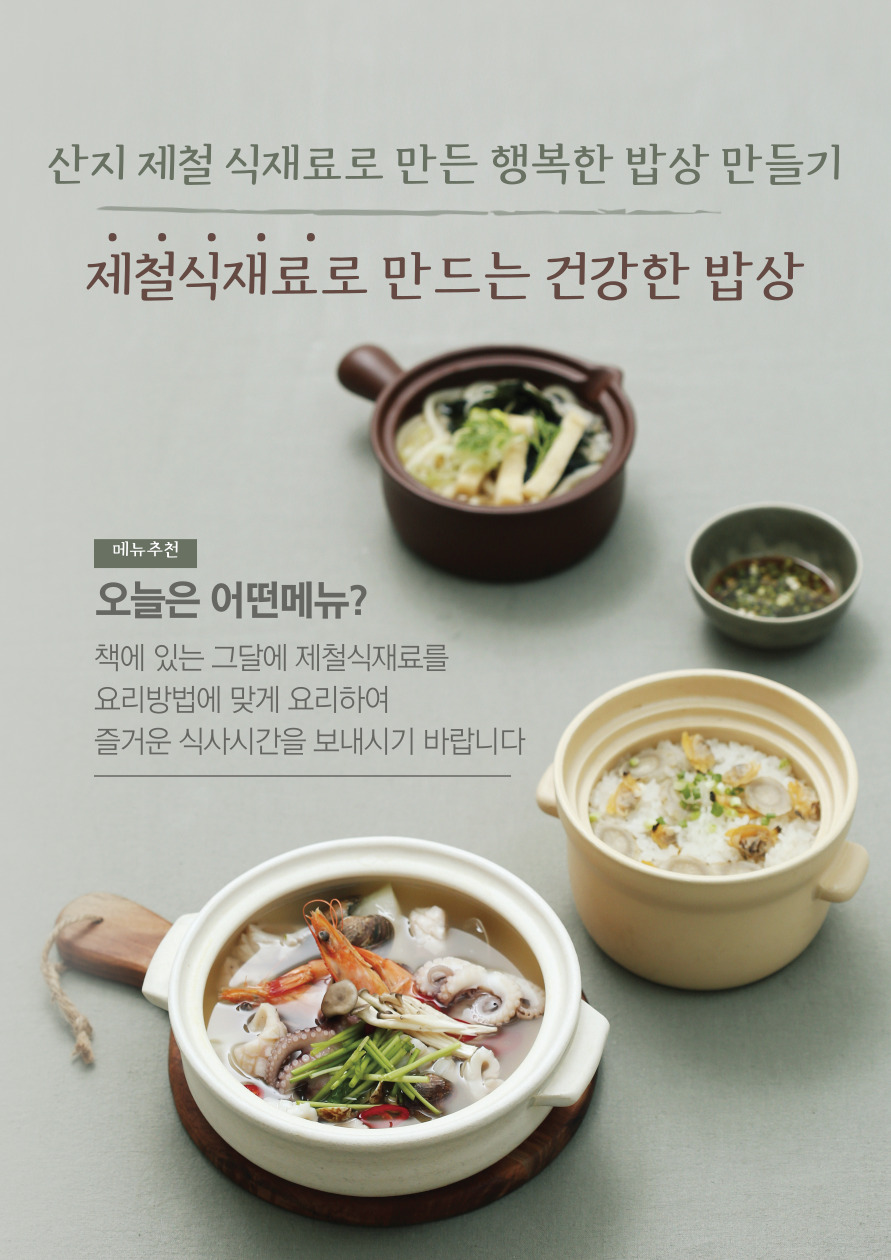 산지 제철 식재료로 만든 행복한 밥상 만들기
제철식재료로 만드는 건강한 밥상
메뉴추천
오늘은 어떤메뉴?
책에 있는 그달에 제철식재료를
요리방법에 맞게 요리하여
즐거운 식사시간을 보내시기 바랍니다